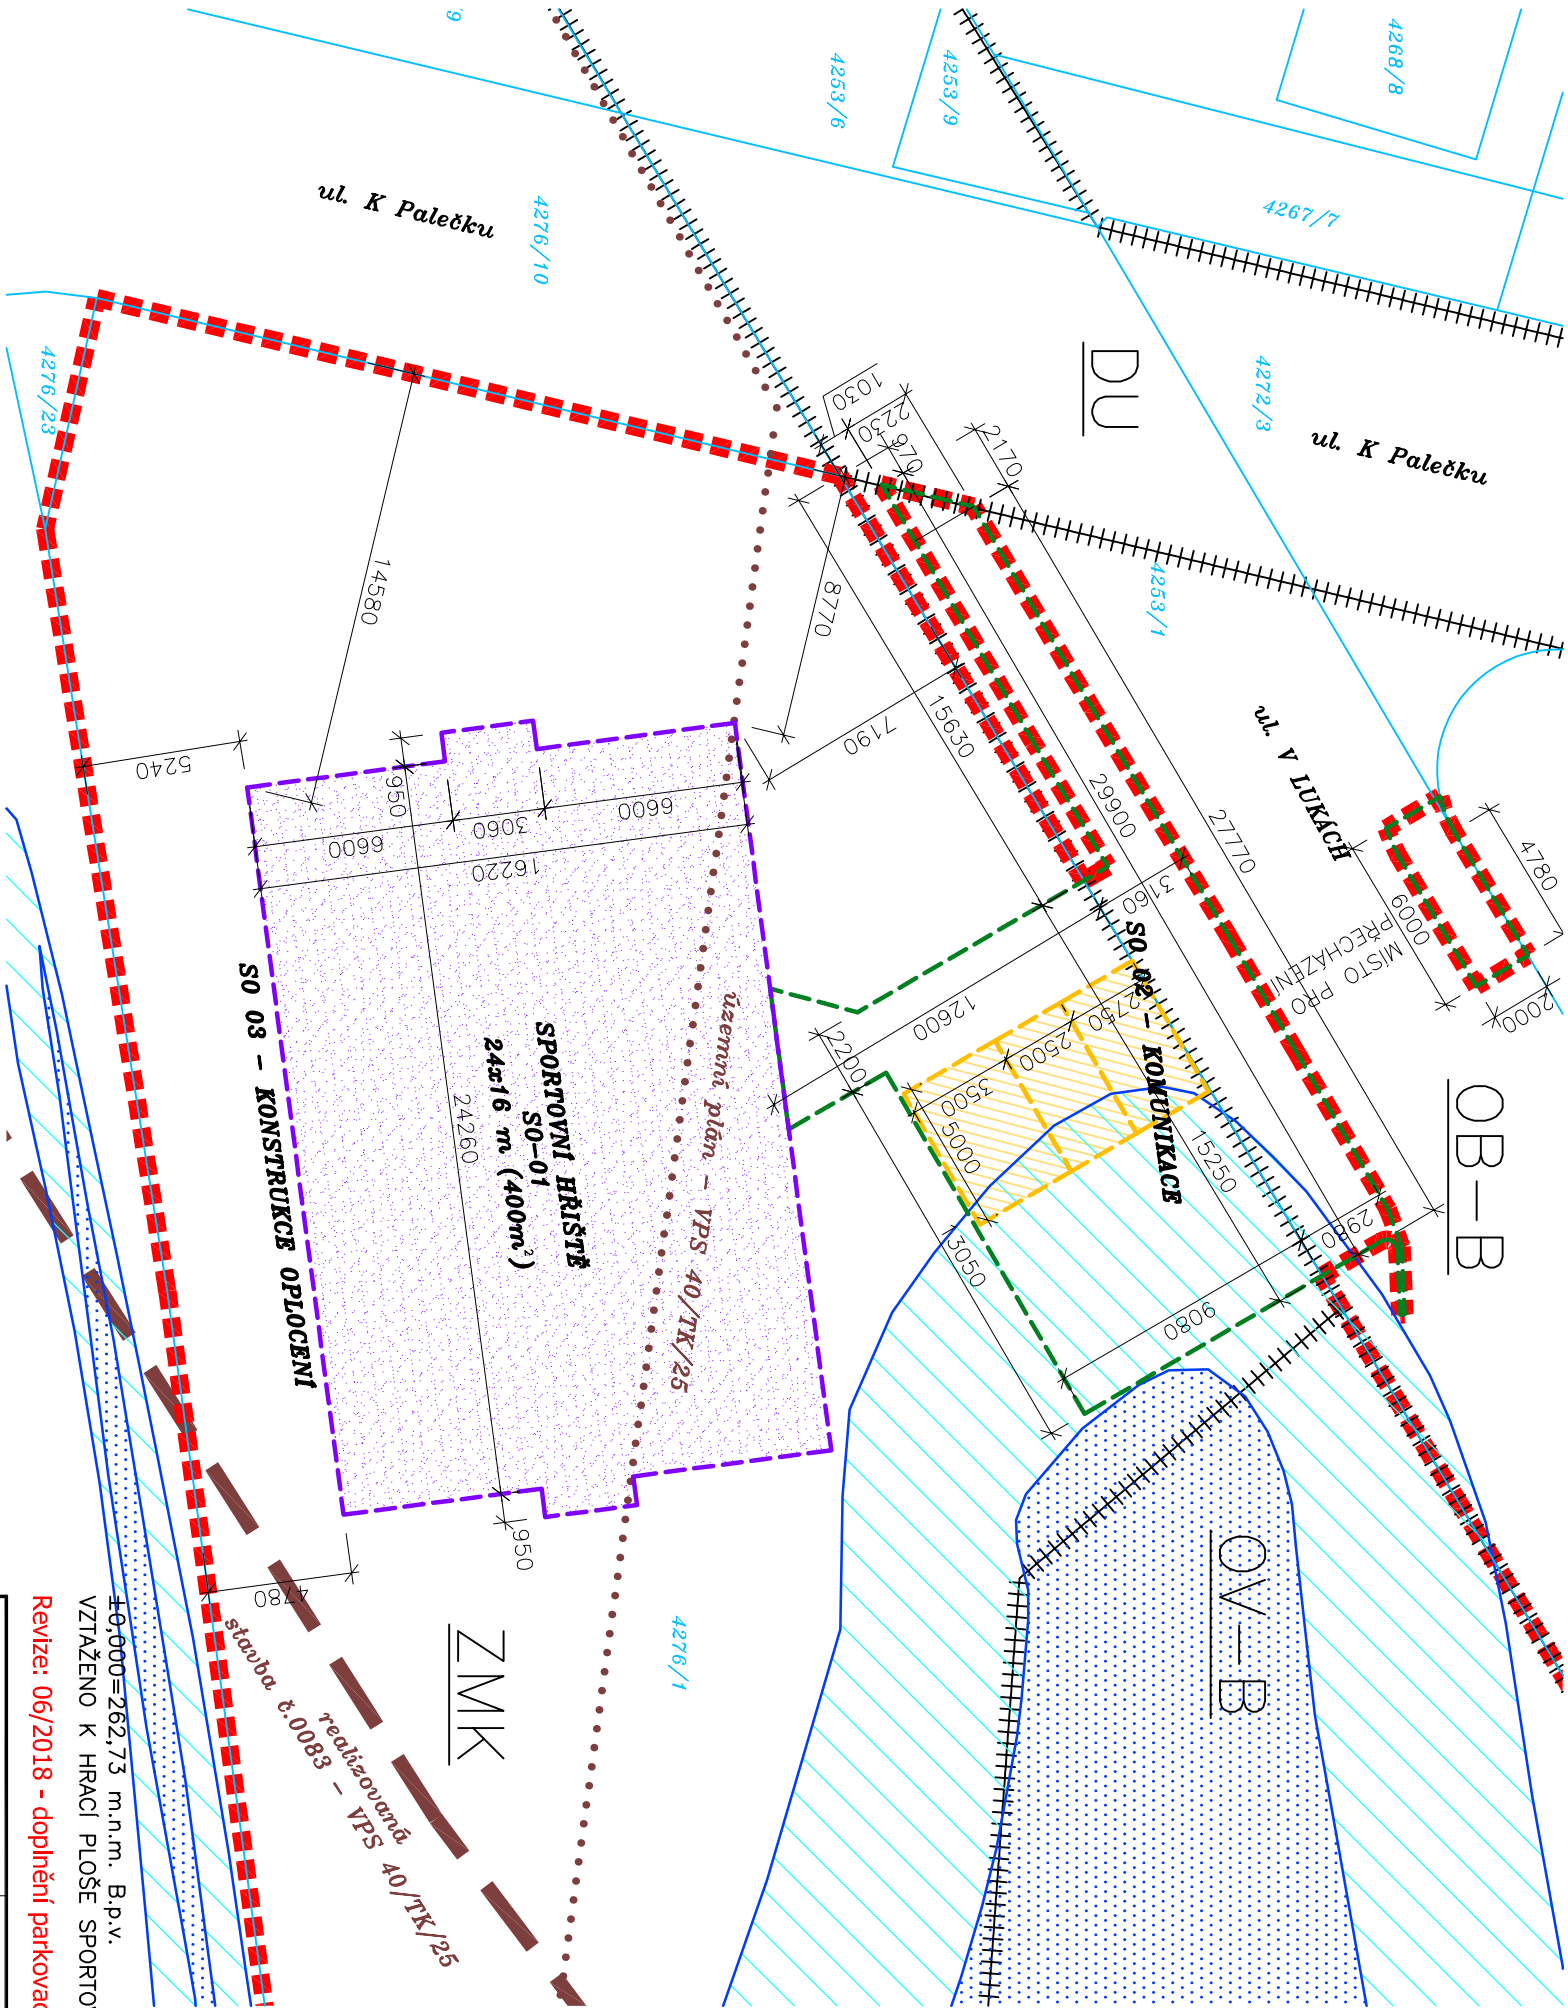 4268/8
4253/9
4253/6
4267/7
ul. K Palečku
4276/10
4276/23
4272/3
ul. K Palečku
DU
4253/1
ul. V LUKÁCH
1030
2230
1670
2170
14580
8770
7190
15630
29900
27770
4780
6009
2000
MÍSTO
PRO
PŘECHÁZENÍ
5240
950
6600
3060
6600
16220
3160
12600
2200
2750
2500
3500
5000
SO 02 - KOMUNIKACE
15250
2960
13050
9080
OB-B
OV-B
územní plán - VPS 40/TK/25
SPORTOVNÍ HŘIŠTĚ
SO-01
24x16 m (400m²)
24260
SO 03 - KONSTRUKCE OPLOCENÍ
950
4780
4276/1
ZMK
realizovaná
stavba č.0083 - VPS 40/TK/25
±0,000=262,73 m.n.m. B.p.v.
VZTAŽENO K HRACÍ PLOŠE
Revize: 06/2018 - doplnění